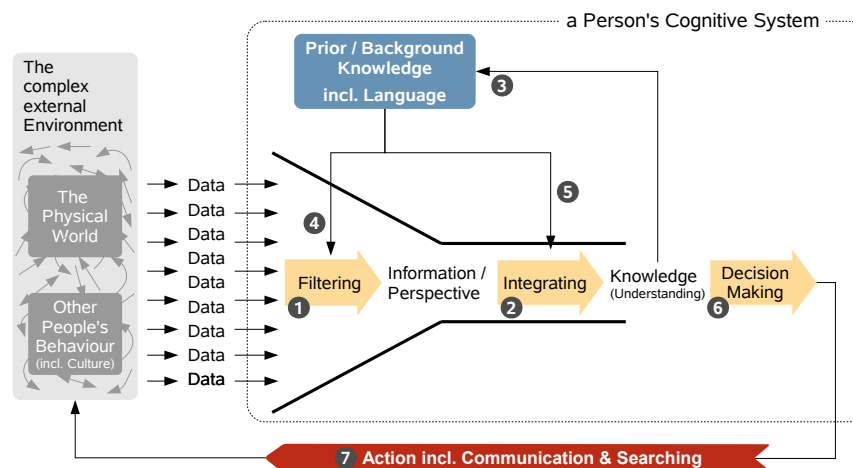 a Person's Cognitive System
The
complex
external
Environment
The
Physical
World
Other
People's
Behaviour
(incl. Culture)
Data
Data
Data
Data
Data
Data
Data
Data
Data
Prior / Background
Knowledge
incl. Language
3
4
5
Filtering
1
Information /
Perspective
Integrating
2
Knowledge
(Understanding)
Decision
Making
6
7 Action incl. Communication & Searching